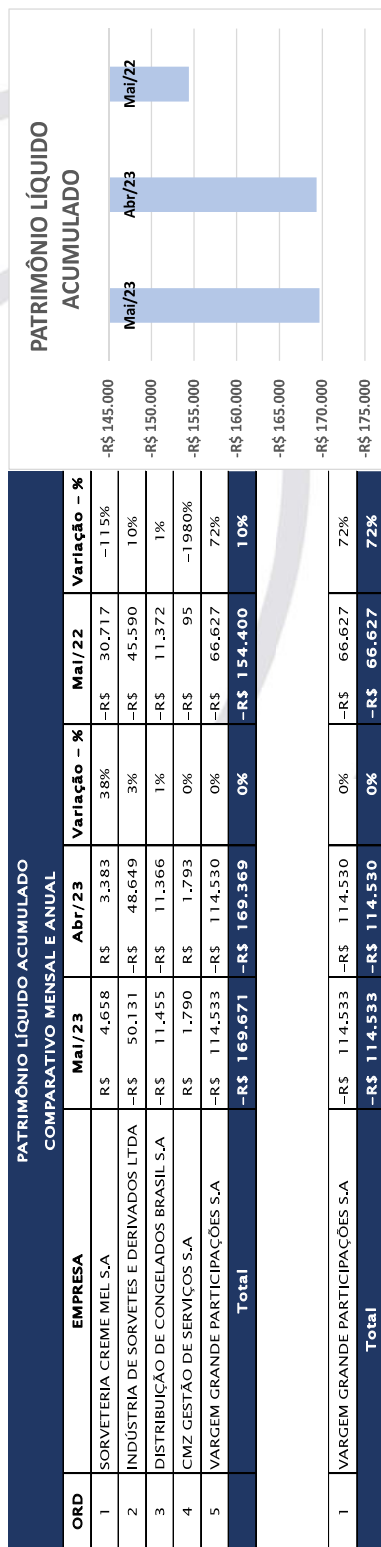 PATRIMÔNIO LÍQUIDO ACUMULADO
COMPARATIVO MENSAL E ANUAL
ORD EMPRESA Mai/23 Abr/23 Variação – % Mai/22 Variação – %
1 SORVETERIA CREME MEL S.A R$ 4.658 R$ 3.383 38% −R$ 30.717 −115%
2 INDÚSTRIA DE SORVETES E DERIVADOS LTDA −R$ 50.131 −R$ 48.649 3% −R$ 45.590 10%
3 DISTRIBUIÇÃO DE CONGELADOS BRASIL S.A −R$ 11.455 −R$ 11.366 1% −R$ 11.372 1%
4 CMZ GESTÃO DE SERVIÇOS S.A R$ 1.790 R$ 1.793 0% −R$ 95 −1980%
5 VARGEM GRANDE PARTICIPAÇÕES S.A −R$ 114.533 −R$ 114.530 0% −R$ 66.627 72%
Total −R$ 169.671 −R$ 169.369 0% −R$ 154.400 10%
1 VARGEM GRANDE PARTICIPAÇÕES S.A −R$ 114.533 −R$ 114.530 0% −R$ 66.627 72%
Total −R$ 114.533 −R$ 114.530 0% −R$ 66.627 72%
PATRIMÔNIO LÍQUIDO
ACUMULADO
-R$ 145.000
-R$ 150.000
-R$ 155.000
-R$ 160.000
-R$ 165.000
-R$ 170.000
-R$ 175.000
Mai/23 Abr/23 Mai/22